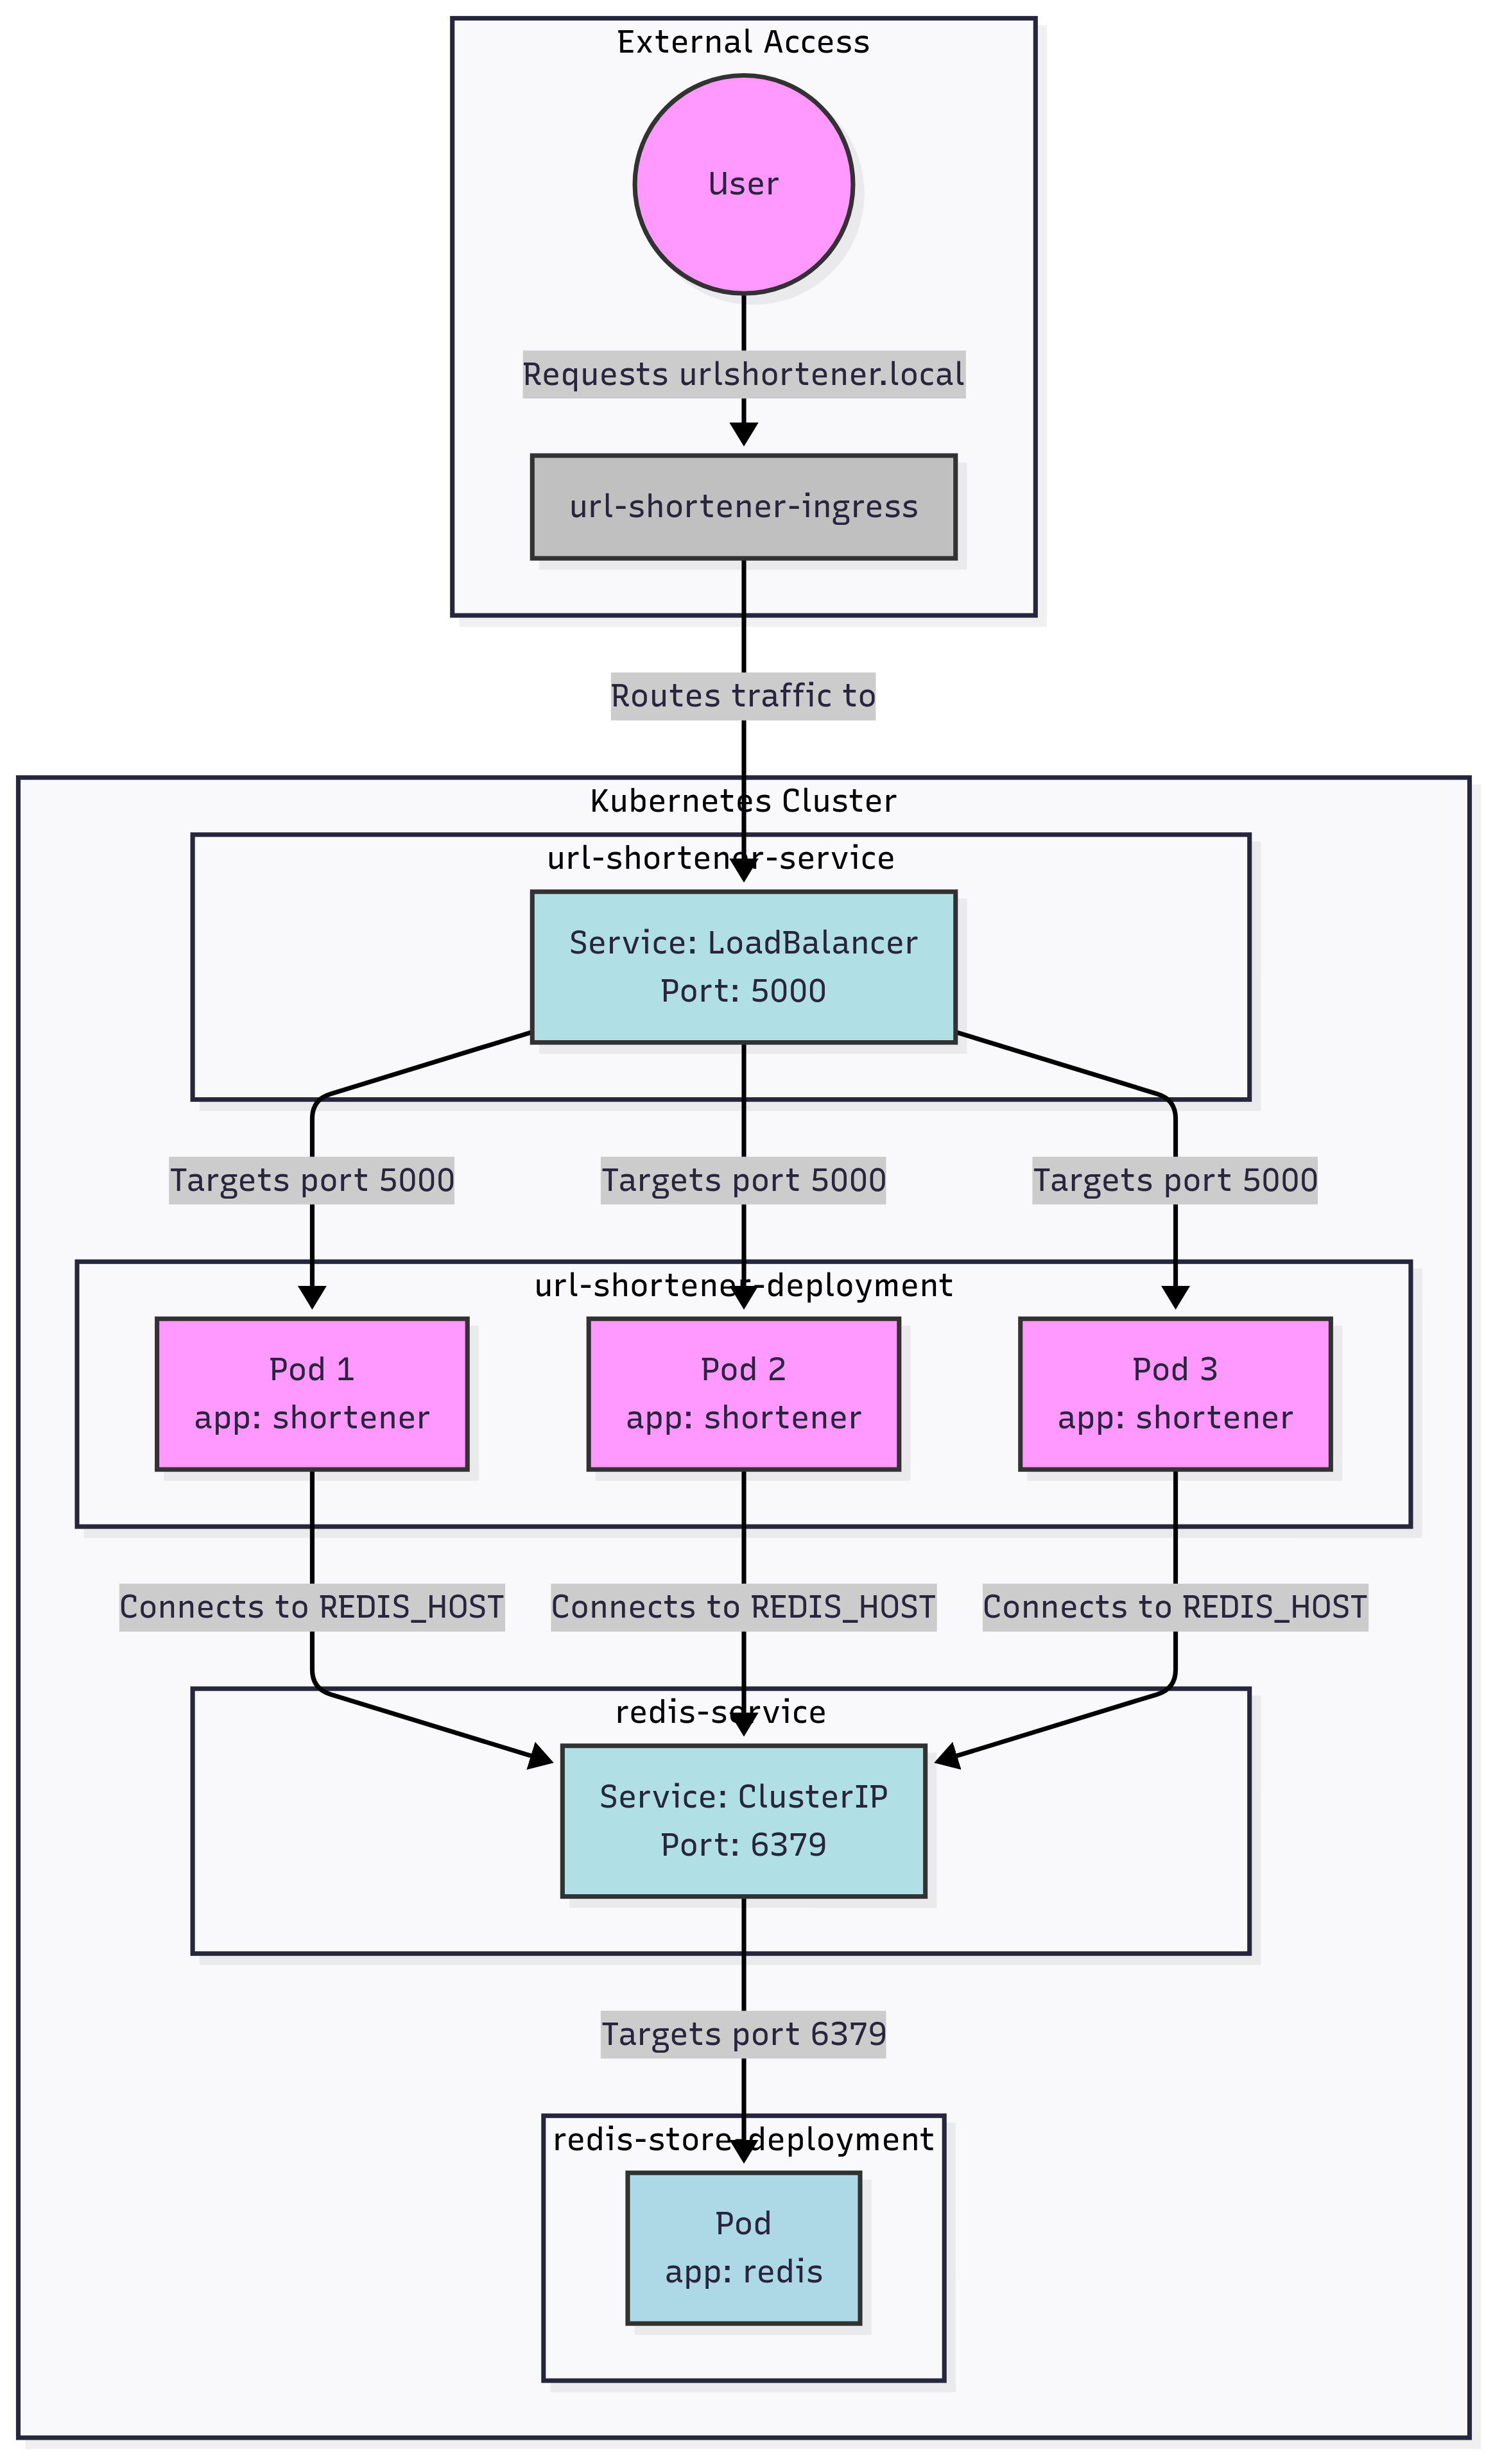 External Access
User
Requests urlshortener.local
url-shortener-ingress
Routes traffic to
Kubernetes Cluster
url-shortener-service
Service: LoadBalancer
Port: 5000
Targets port 5000
Targets port 5000
Targets port 5000
url-shortener-deployment
Pod 1
app: shortener
Pod 2
app: shortener
Pod 3
app: shortener
Connects to REDIS_HOST
Connects to REDIS_HOST
Connects to REDIS_HOST
redis-service
Service: ClusterIP
Port: 6379
Targets port 6379
redis-store-deployment
Pod
app: redis